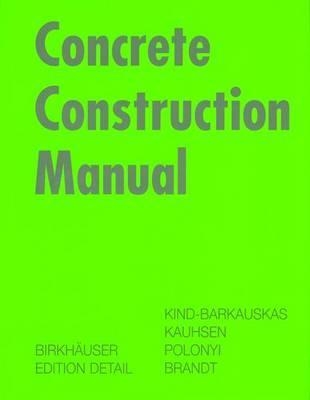 Concrete
Construction
Manual
KIND-BARKAUSKAS
KAUHSEN
BIRKHÄUSER POLONYI
EDITION DETAIL BRANDT